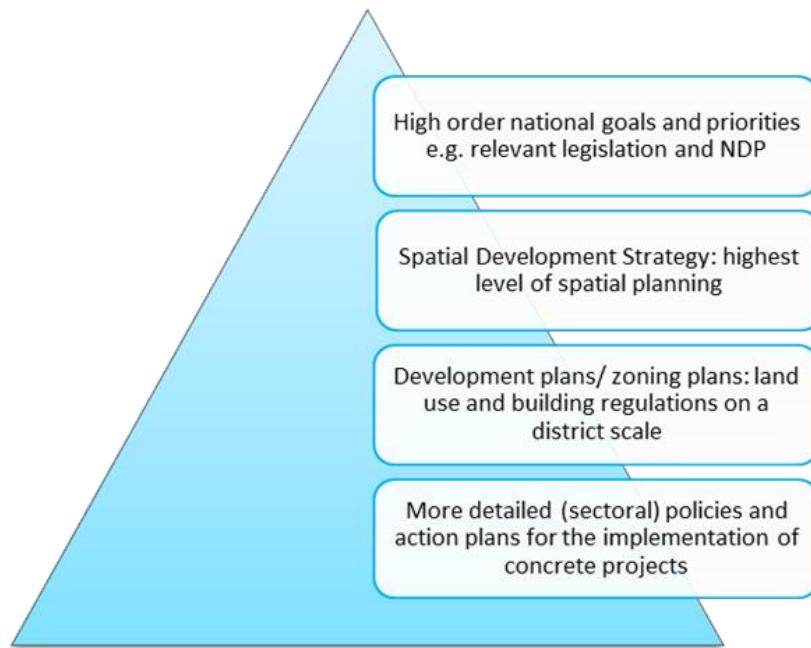 High order national goals and priorities
e.g. relevant legislation and NDP
Spatial Development Strategy: highest
level of spatial planning
Development plans/ zoning plans: land
use and building regulations on a
district scale
More detailed (sectoral) policies and
action plans for the implementation of
concrete projects